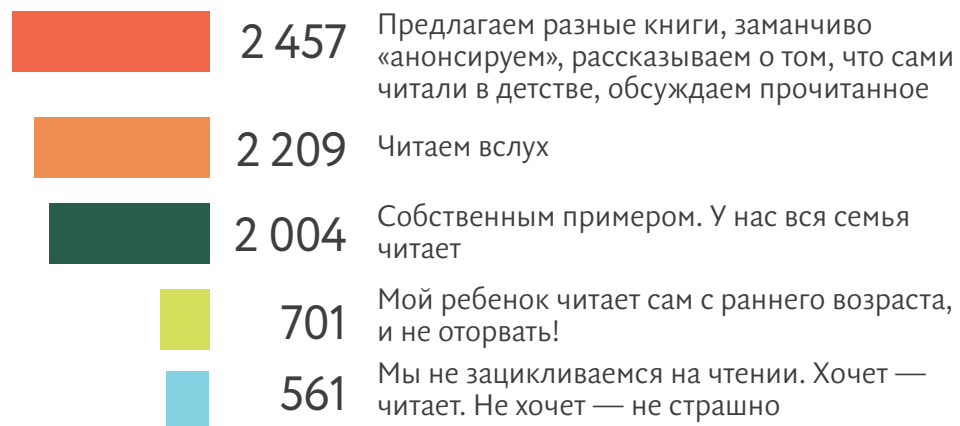 2 457
Предлагаем разные книги, заманчиво
«анонсируем», рассказываем о том, что сами
читали в детстве, обсуждаем прочитанное
2 209
Читаем вслух
2 004
Собственным примером. У нас вся семья
читает
701
Мой ребенок читает сам с раннего возраста,
и не оторвать!
561
Мы не зацикливаемся на чтении. Хочет —
читает. Не хочет — не страшно